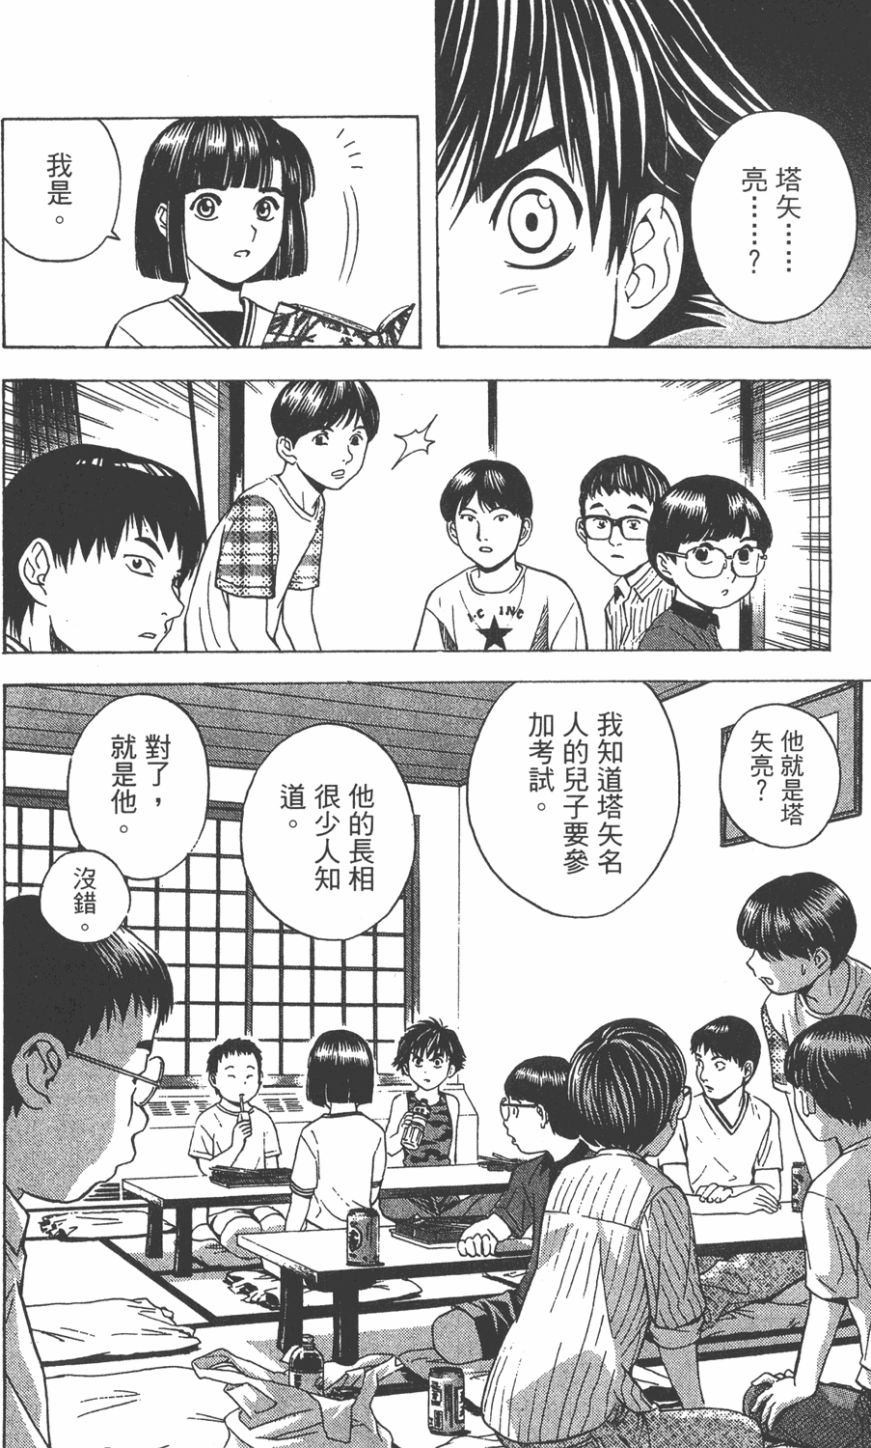 塔矢……
亮……?
我是。
I.C INC
他就是塔
矢亮?
我知道塔矢名
人的兒子要參
加考試。
他的長相
很少人知
道。
對了，
就是他。
沒錯。